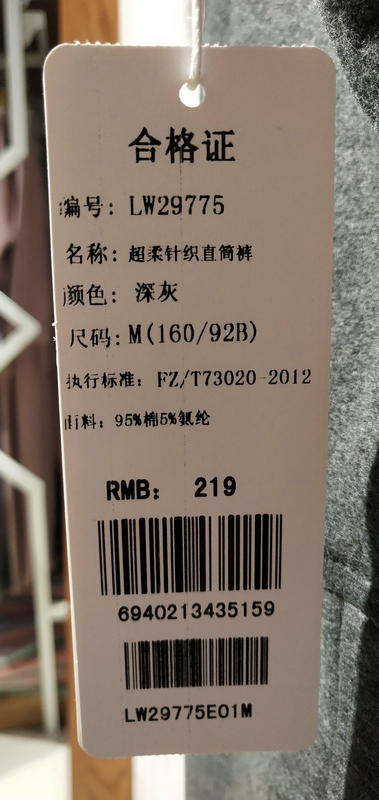 合格证
编号: LW29775
名称: 超柔针织直筒裤
颜色: 深灰
尺码: M(160/92B)
执行标准: FZ/T73020-2012
面料: 95%棉5%氨纶
RMB: 219
6940213435159
LW29775E01M